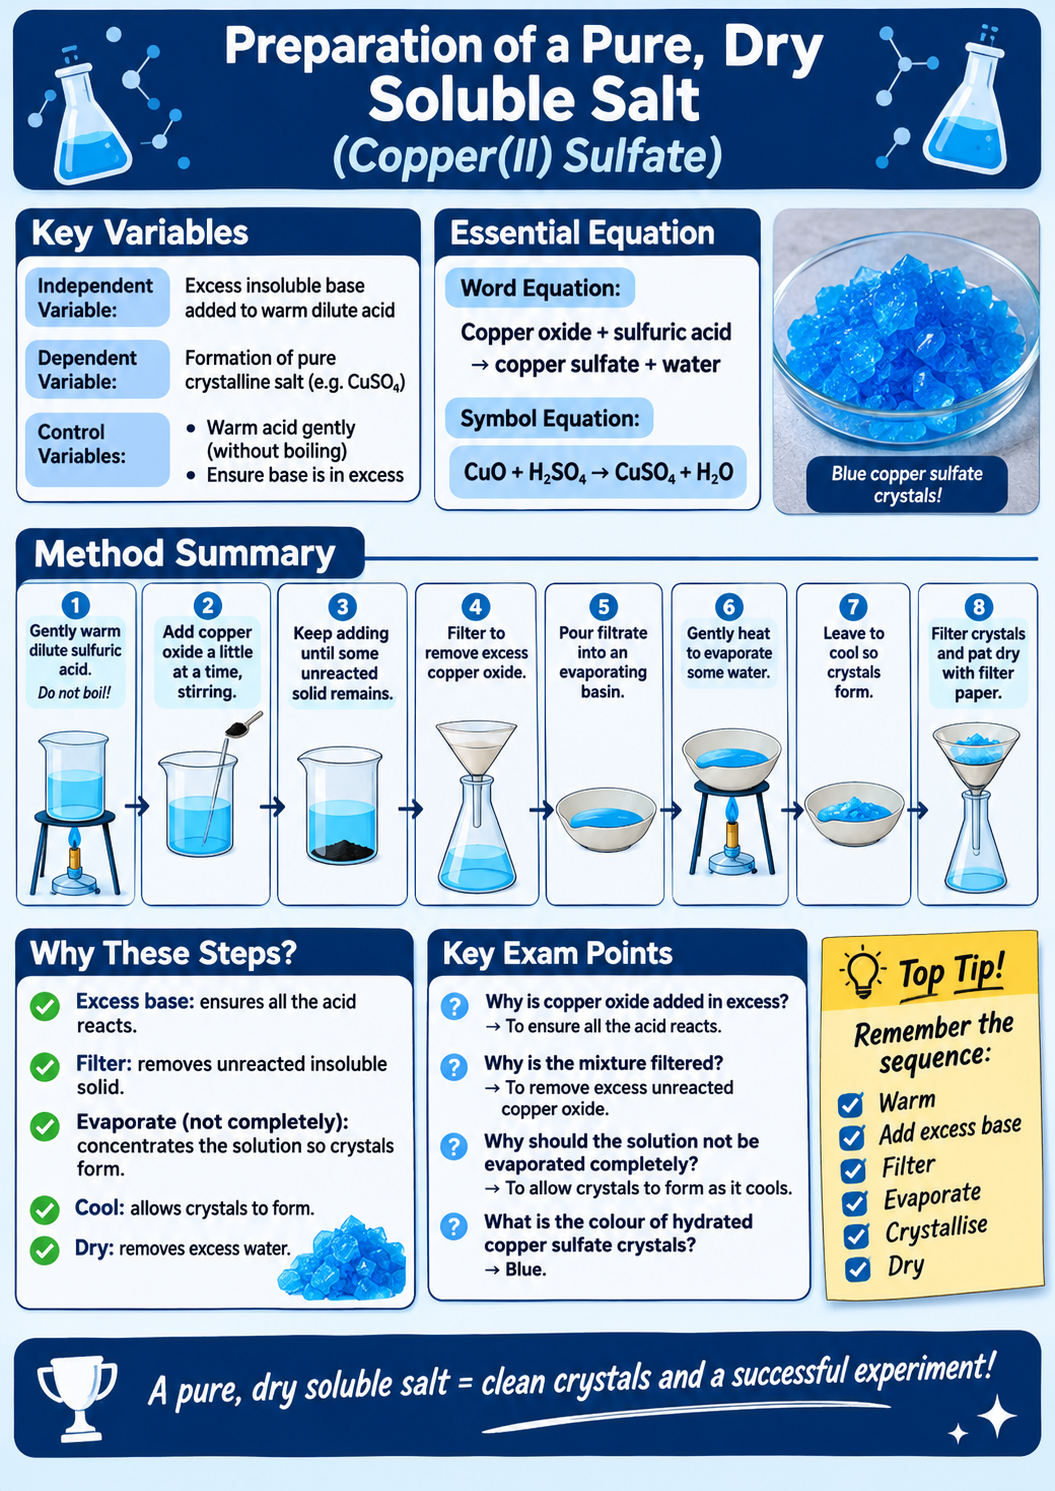 Preparation of a Pure, Dry
Soluble Salt
(Copper(II) Sulfate)
Key Variables
Independent
Variable:
Excess insoluble base
added to warm dilute acid
Dependent
Variable:
Formation of pure
crystalline salt (e.g. CuSO₄)
Control
Variables:
• Warm acid gently
(without boiling)
• Ensure base is in excess
Essential Equation
Word Equation:
Copper oxide + sulfuric acid
→ copper sulfate + water
Symbol Equation:
CuO + H₂SO₄ → CuSO₄ + H₂O
Blue copper sulfate
crystals!
Method Summary
1
Gently warm
dilute sulfuric
acid.
Do not boil!
2
Add copper
oxide a little
at a time,
stirring.
3
Keep adding
until some
unreacted
solid remains.
4
Filter to
remove excess
copper oxide.
5
Pour filtrate
into an
evaporating
basin.
6
Gently heat
to evaporate
some water.
7
Leave to
cool so
crystals
form.
8
Filter crystals
and pat dry
with filter
paper.
Why These Steps?
Excess base: ensures all the acid
reacts.
Filter: removes unreacted insoluble
solid.
Evaporate (not completely):
concentrates the solution so crystals
form.
Cool: allows crystals to form.
Dry: removes excess water.
Key Exam Points
? Why is copper oxide added in excess?
→ To ensure all the acid reacts.
? Why is the mixture filtered?
→ To remove excess unreacted
copper oxide.
? Why should the solution not be
evaporated completely?
→ To allow crystals to form as it cools.
? What is the colour of hydrated
copper sulfate crystals?
→ Blue.
Top Tip!
Remember the
sequence:
Warm
Add excess base
Filter
Evaporate
Crystallise
Dry
A pure, dry soluble salt = clean crystals and a successful experiment!